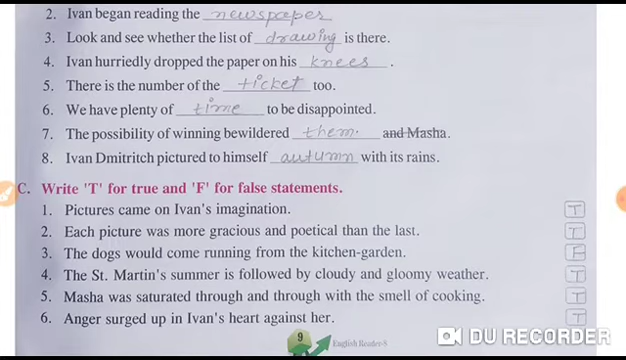 2. Ivan began reading the newspaper
3. Look and see whether the list of drawing is there.
4. Ivan hurriedly dropped the paper on his knees.
5. There is the number of the ticket too.
6. We have plenty of time to be disappointed.
7. The possibility of winning bewildered them. and Masha.
8. Ivan Dmitritch pictured to himself autumn with its rains.
C. Write 'T' for true and 'F' for false statements.
1. Pictures came on Ivan's imagination. T
2. Each picture was more gracious and poetical than the last. T
3. The dogs would come running from the kitchen-garden. F
4. The St. Martin's summer is followed by cloudy and gloomy weather. T
5. Masha was saturated through and through with the smell of cooking. T
6. Anger surged up in Ivan's heart against her. T
9 English Reader-8
DU RECORDER